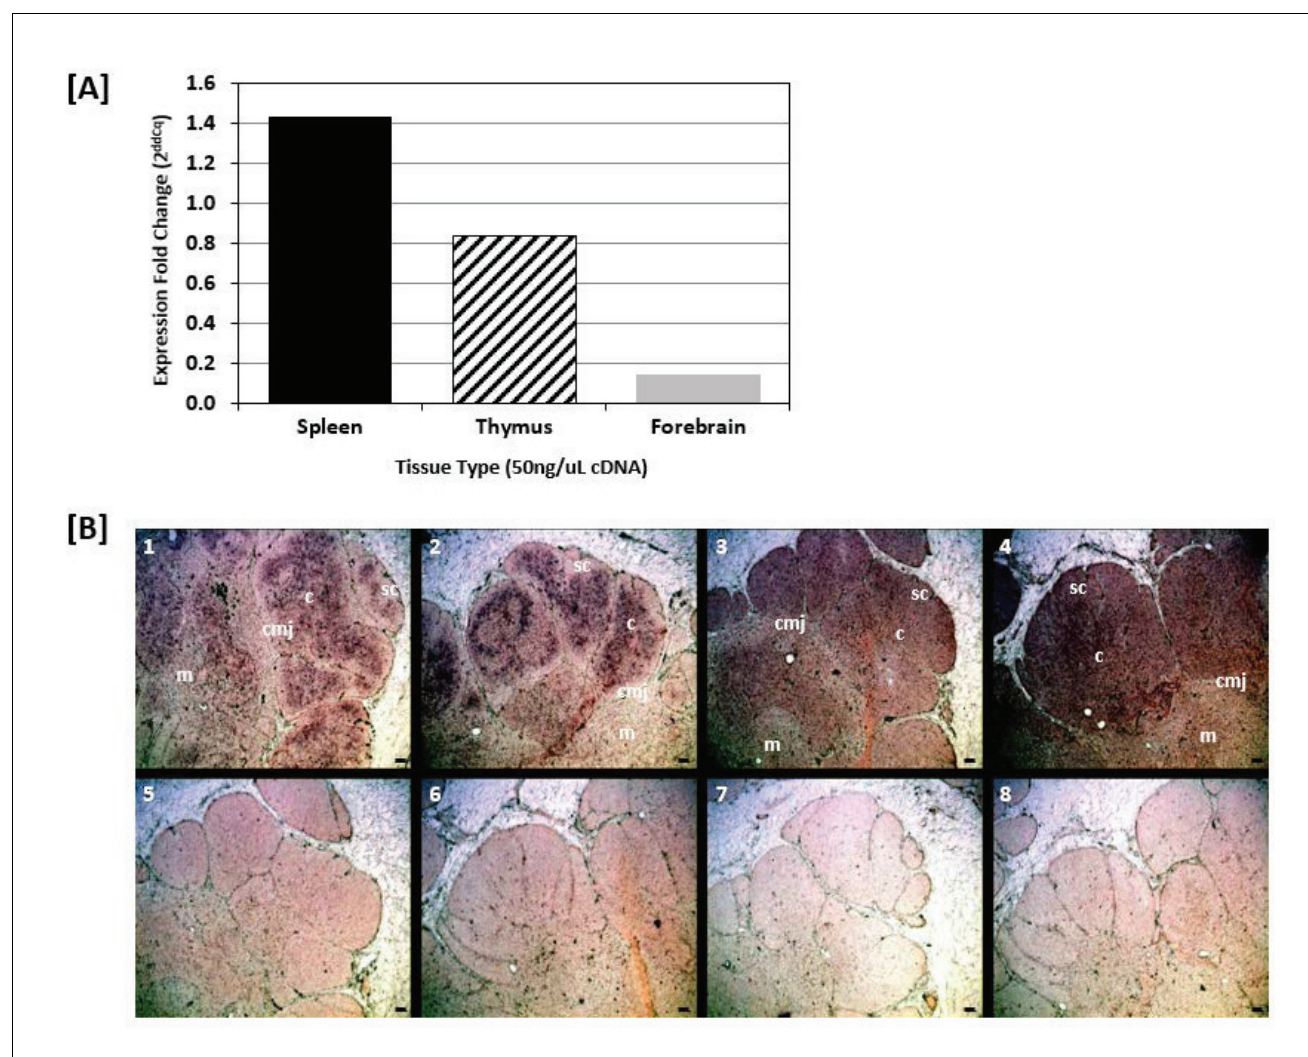 [A]
Expression Fold Change (2^ddCq)
1.6
1.4
1.2
1.0
0.8
0.6
0.4
0.2
0.0
Spleen Thymus Forebrain
Tissue Type (50ng/uL cDNA)
[B]
1 c sc cmj m
2 sc c cmj m
3 sc cmj c m
4 sc c cmj m
5 6 7 8